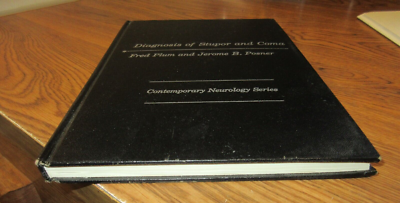 Diagnosis of Stupor and Coma
Fred Plum and Jerome B. Posner
Contemporary Neurology Series